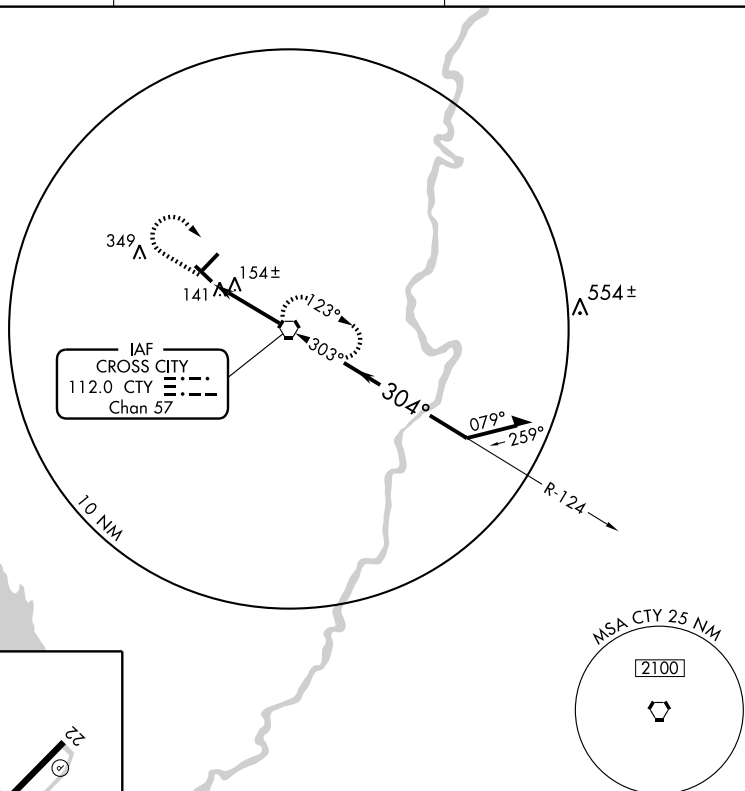 349
141
154±
554±
123°
303°
IAF
CROSS CITY
112.0 CTY
Chan 57
304°
079°
259°
R-124
10 NM
MSA CTY 25 NM
2100
22
P